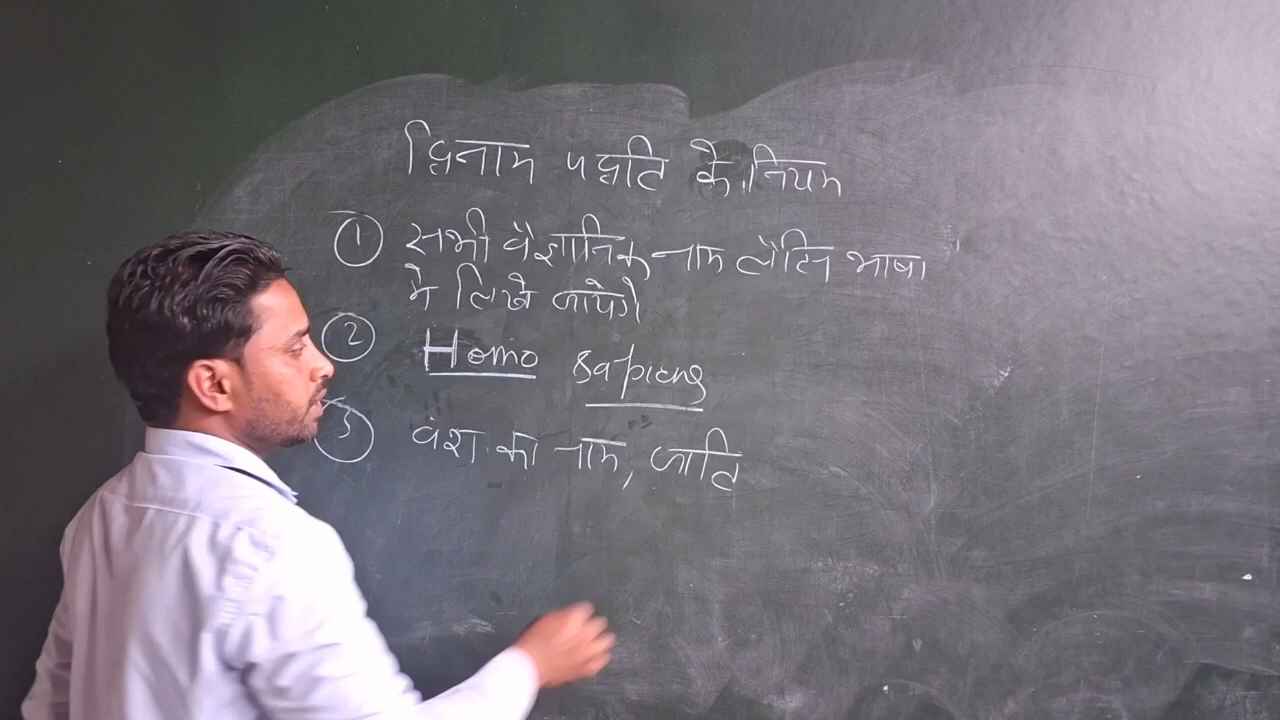 द्विनाम पद्धति के नियम
① सभी वैज्ञानिक नाम लैटिन भाषा
मे लिखे जायेगे
② Homo sapiens
③ वंश का नाम, जाति